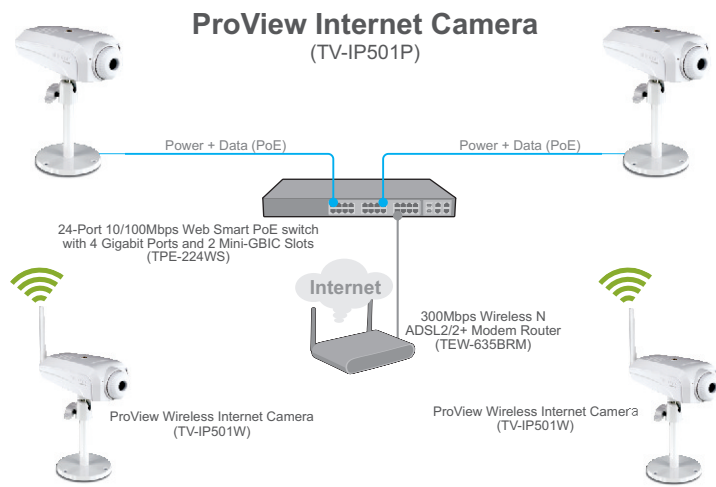 ProView Internet Camera
(TV-IP501P)
Power + Data (PoE)
Power + Data (PoE)
24-Port 10/100Mbps Web Smart PoE switch
with 4 Gigabit Ports and 2 Mini-GBIC Slots
(TPE-224WS)
Internet
300Mbps Wireless N
ADSL2/2+ Modem Router
(TEW-635BRM)
ProView Wireless Internet Camera
(TV-IP501W)
ProView Wireless Internet Camera
(TV-IP501W)